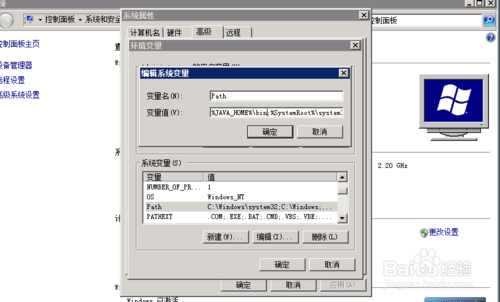 控制面板 ▸ 系统和安全
控制面板
控制面板主页
设备管理器
远程设置
高级系统设置
系统属性
计算机名 硬件 高级 远程
环境变量
编辑系统变量
变量名(N): Path
变量值(V): %JAVA_HOME%\bin;%SystemRoot%\system
确定 取消
系统变量(S)
变量 值
NUMBER_OF_PR... 1
OS Windows_NT
Path C:\Windows\system32;C:\Windows;...
PATHEXT .COM;.EXE;.BAT;.CMD;.VBS;.VBE;...
新建(W)... 编辑(I)... 删除(L)
确定 取消
确定 取消 应用(A)
2.20 GHz
更改设置
Windows 已激活
Baidu 经验